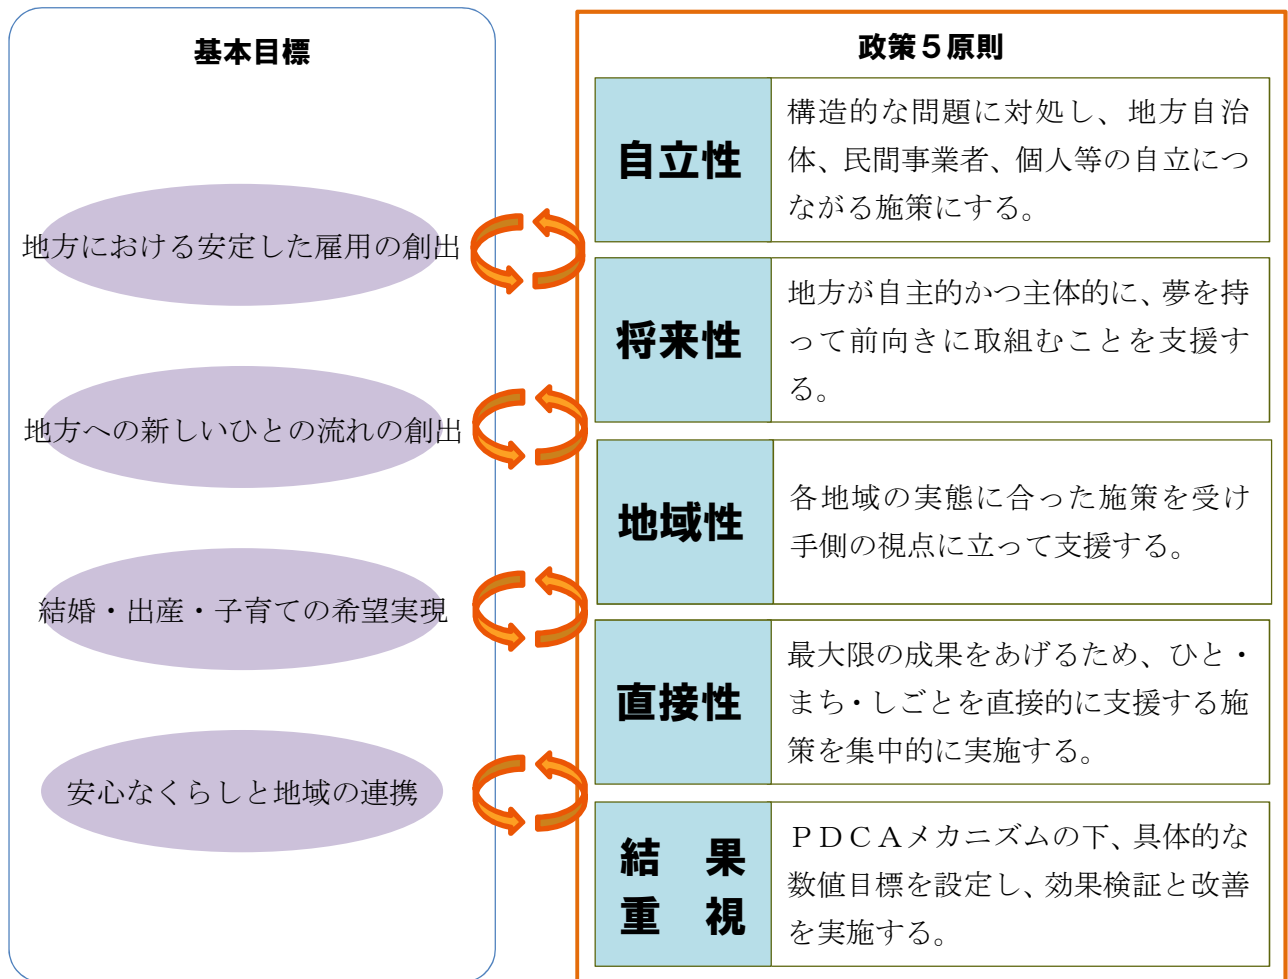 基本目標
地方における安定した雇用の創出
地方への新しいひとの流れの創出
結婚・出産・子育ての希望実現
安心なくらしと地域の連携
政策５原則
自立性
構造的な問題に対処し、地方自治
体、民間事業者、個人等の自立につ
ながる施策にする。
将来性
地方が自主的かつ主体的に、夢を持
って前向きに取組むことを支援す
る。
地域性
各地域の実態に合った施策を受け
手側の視点に立って支援する。
直接性
最大限の成果をあげるため、ひと・
まち・しごとを直接的に支援する施
策を集中的に実施する。
結　果
重　視
ＰＤＣＡメカニズムの下、具体的な
数値目標を設定し、効果検証と改善
を実施する。